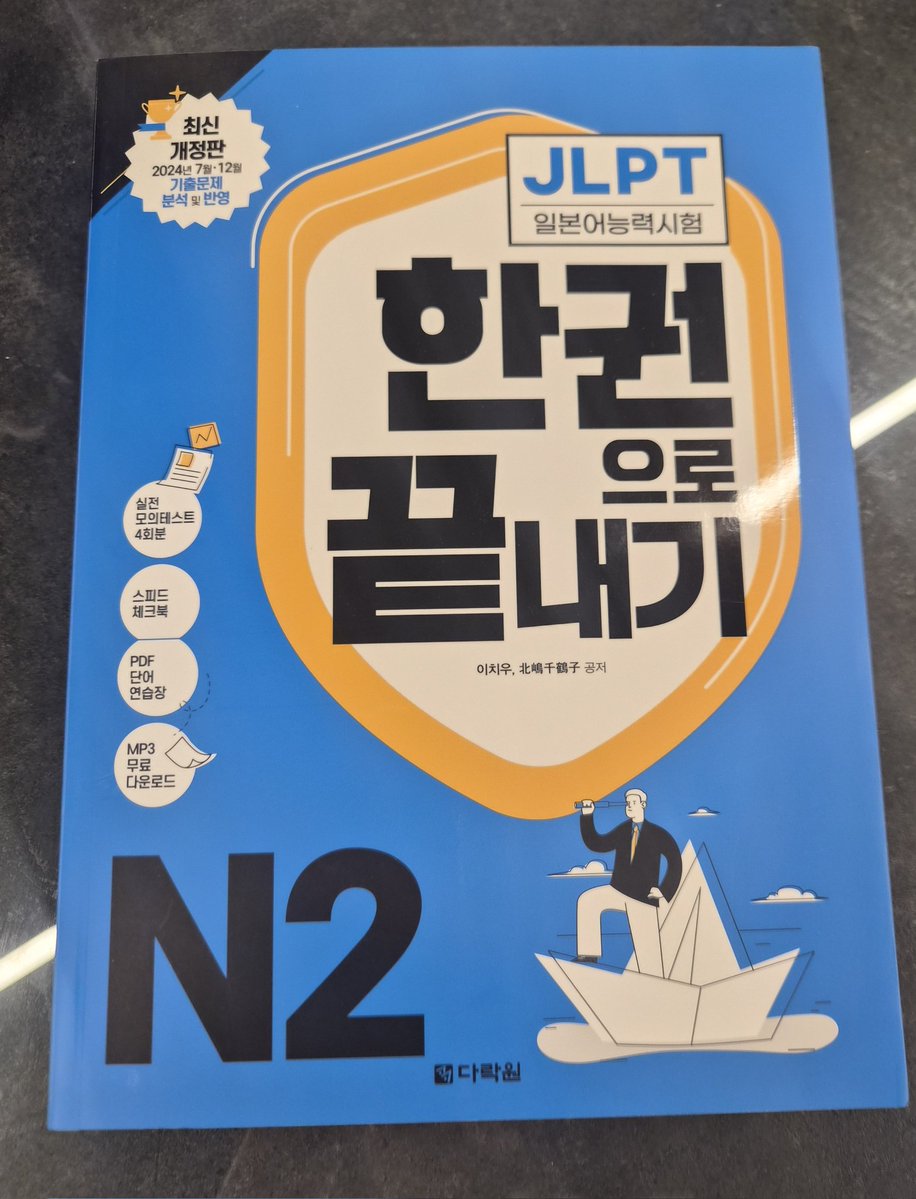 최신
개정판
2024년 7월·12월
기출문제
분석 및 반영
JLPT
일본어능력시험
한권
으로
끝내기
이치우, 北嶋千鶴子 공저
실전
모의테스트
4회분
스피드
체크북
PDF
단어
연습장
MP3
무료
다운로드
N2
다락원